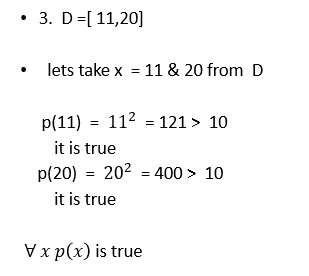 • 3. D =[ 11,20]
• lets take x = 11 & 20 from D
p(11) = 11² = 121 > 10
it is true
p(20) = 20² = 400 > 10
it is true
∀ x p(x) is true